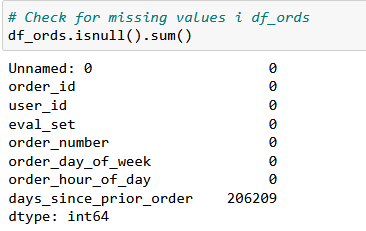 # Check for missing values i df_ords
df_ords.isnull().sum()
Unnamed: 0 0
order_id 0
user_id 0
eval_set 0
order_number 0
order_day_of_week 0
order_hour_of_day 0
days_since_prior_order 206209
dtype: int64